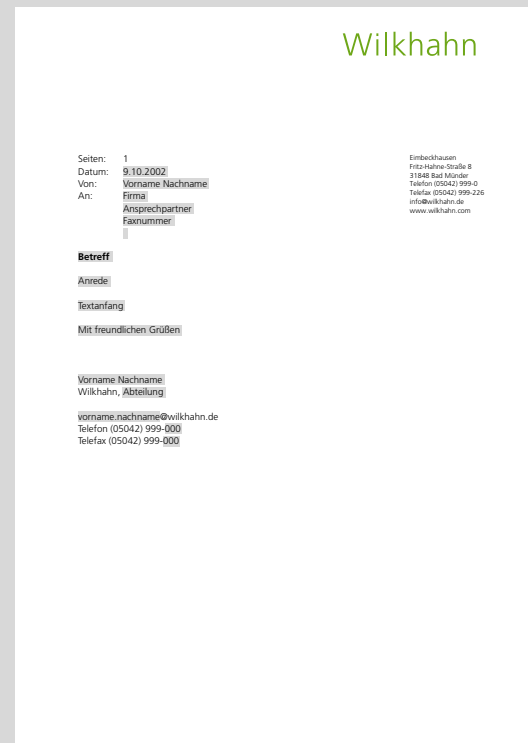 Wilkhahn
Seiten: 1
Datum: 9.10.2002
Von: Vorname Nachname
An: Firma
Ansprechpartner
Faxnummer
Eimbeckhausen
Fritz-Hahne-Straße 8
31848 Bad Münder
Telefon (05042) 999-0
Telefax (05042) 999-226
info@wilkhahn.de
www.wilkhahn.com
Betreff
Anrede
Textanfang
Mit freundlichen Grüßen
Vorname Nachname
Wilkhahn, Abteilung
vorname.nachname@wilkhahn.de
Telefon (05042) 999-000
Telefax (05042) 999-000